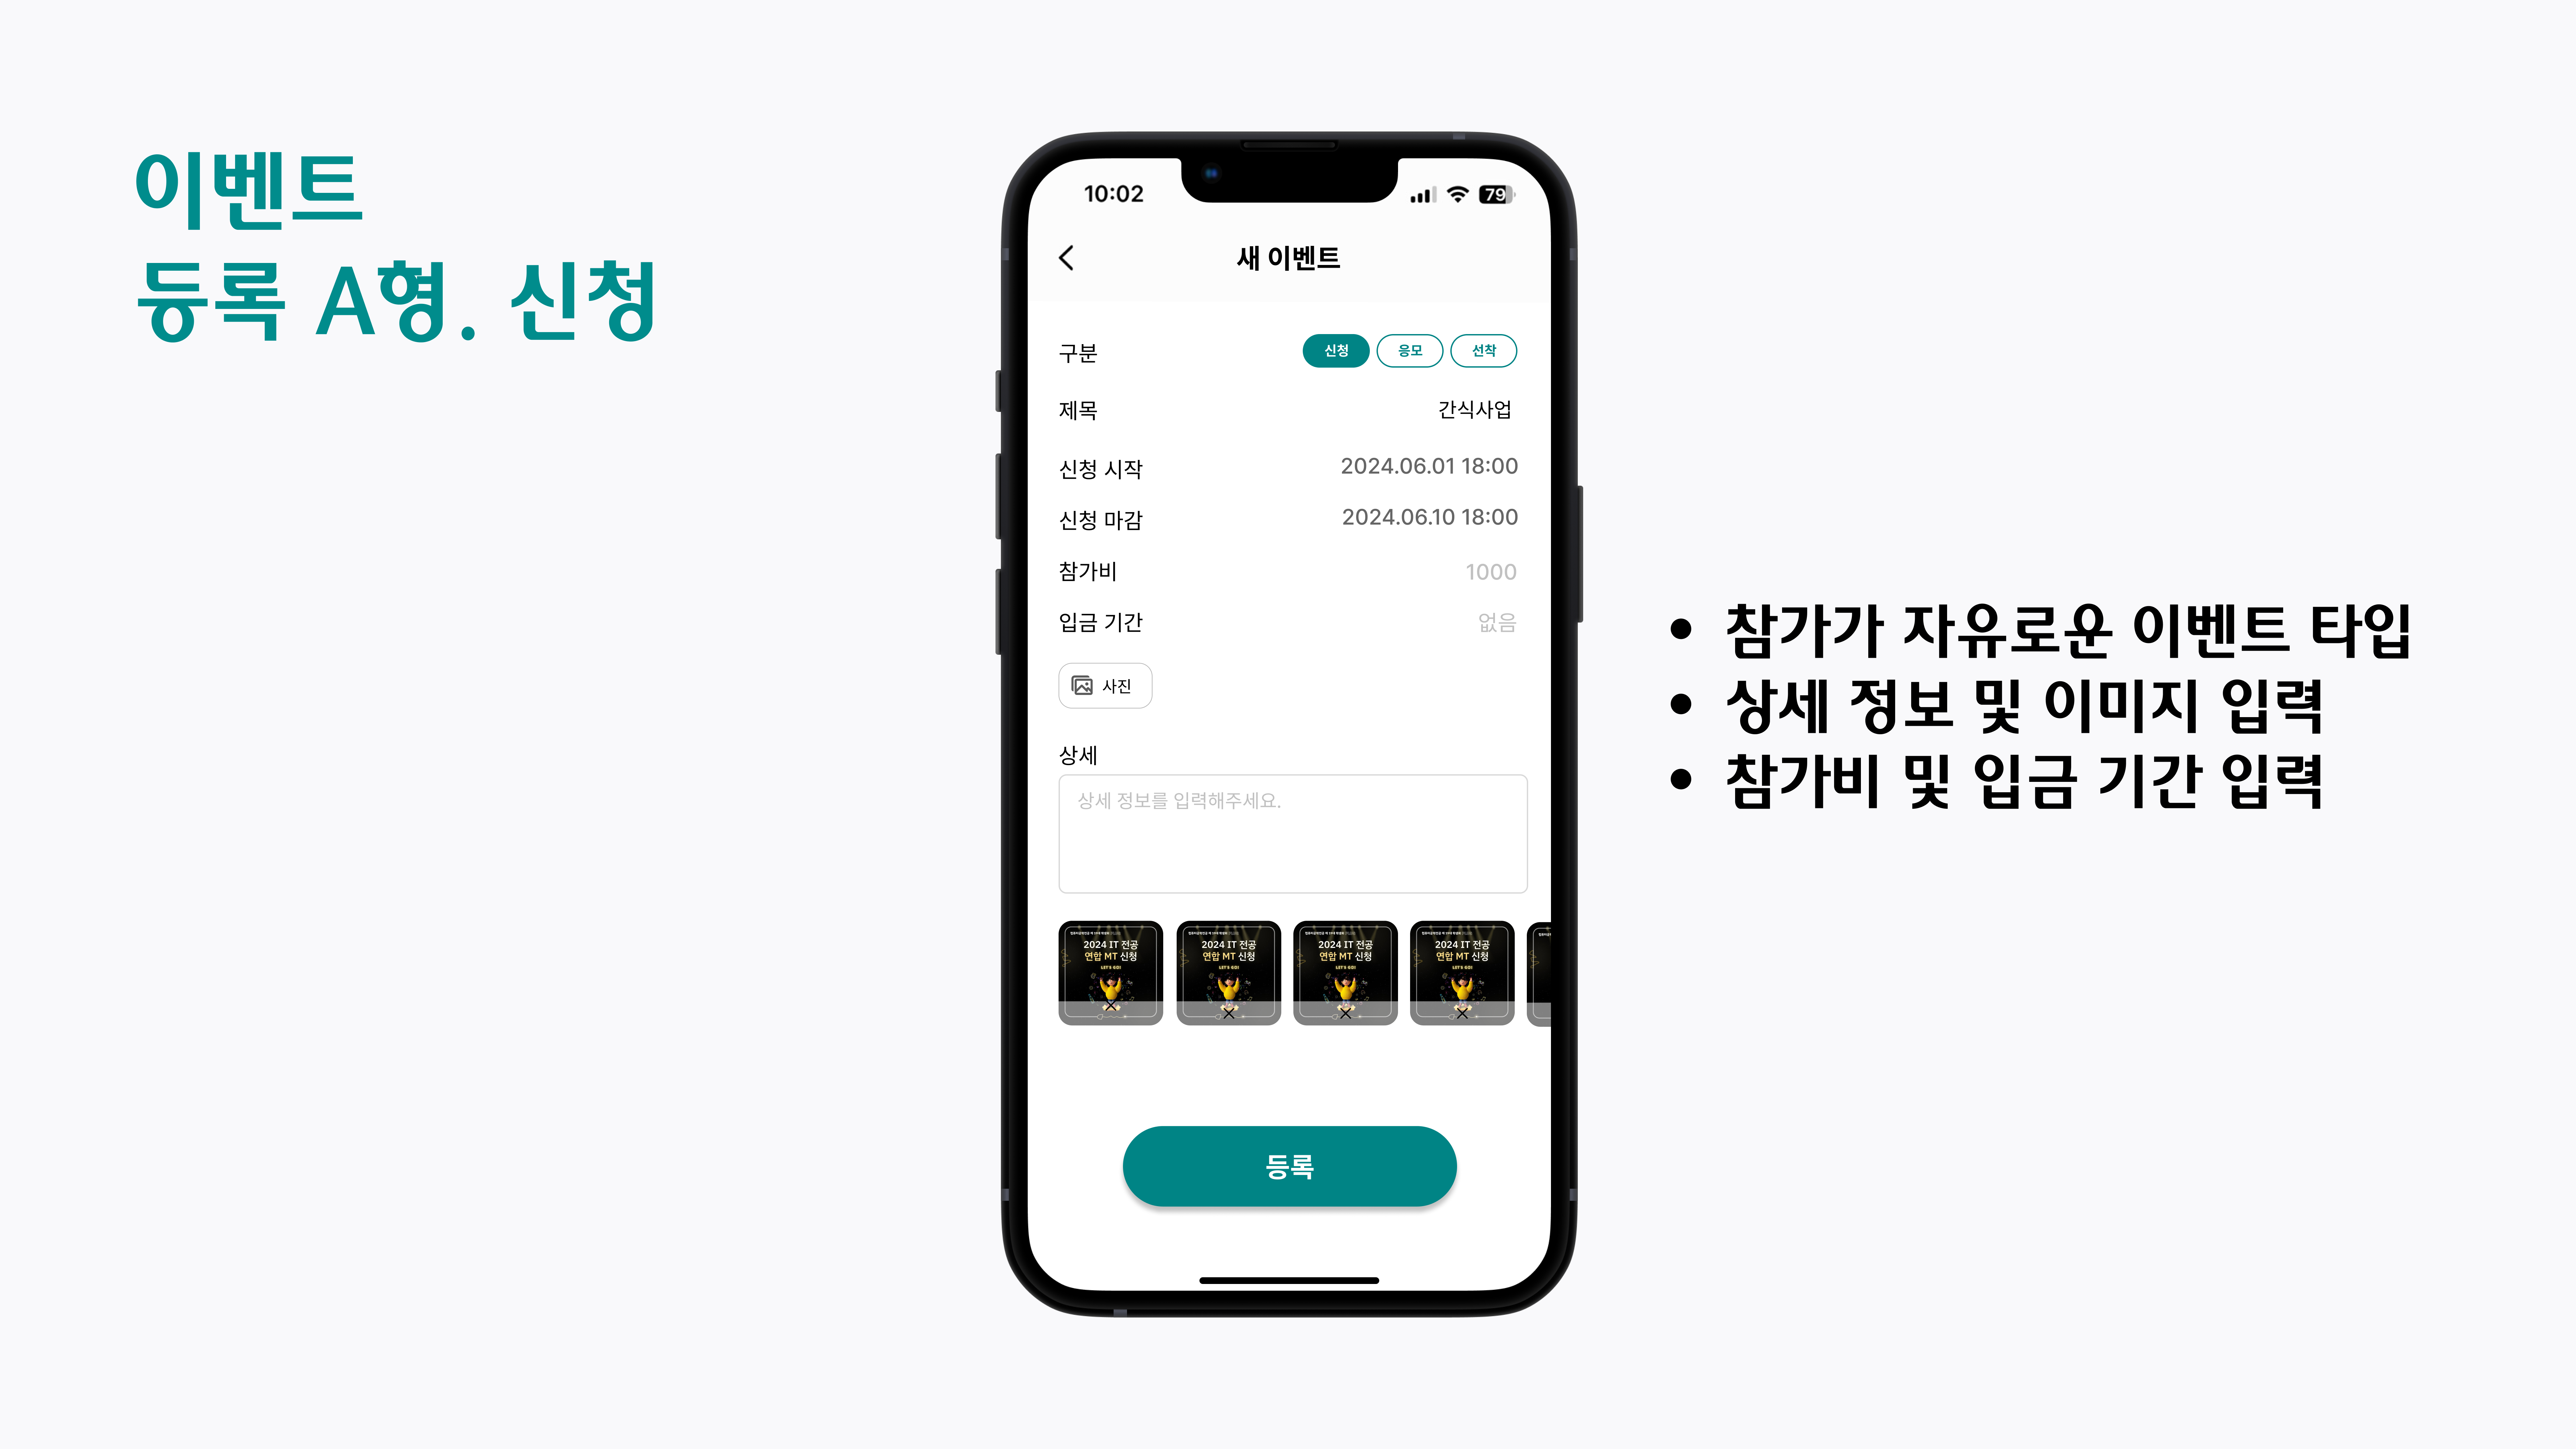 이벤트
등록 A형. 신청
10:02
79
새 이벤트
구분
신청 응모 선착
제목
간식사업
신청 시작
2024.06.01 18:00
신청 마감
2024.06.10 18:00
참가비
1000
입금 기간
없음
사진
상세
상세 정보를 입력해주세요.
2024 IT 전공
연합 MT 신청
LET'S GO!
2024 IT 전공
연합 MT 신청
LET'S GO!
2024 IT 전공
연합 MT 신청
LET'S GO!
2024 IT 전공
연합 MT 신청
LET'S GO!
등록
• 참가가 자유로운 이벤트 타입
• 상세 정보 및 이미지 입력
• 참가비 및 입금 기간 입력